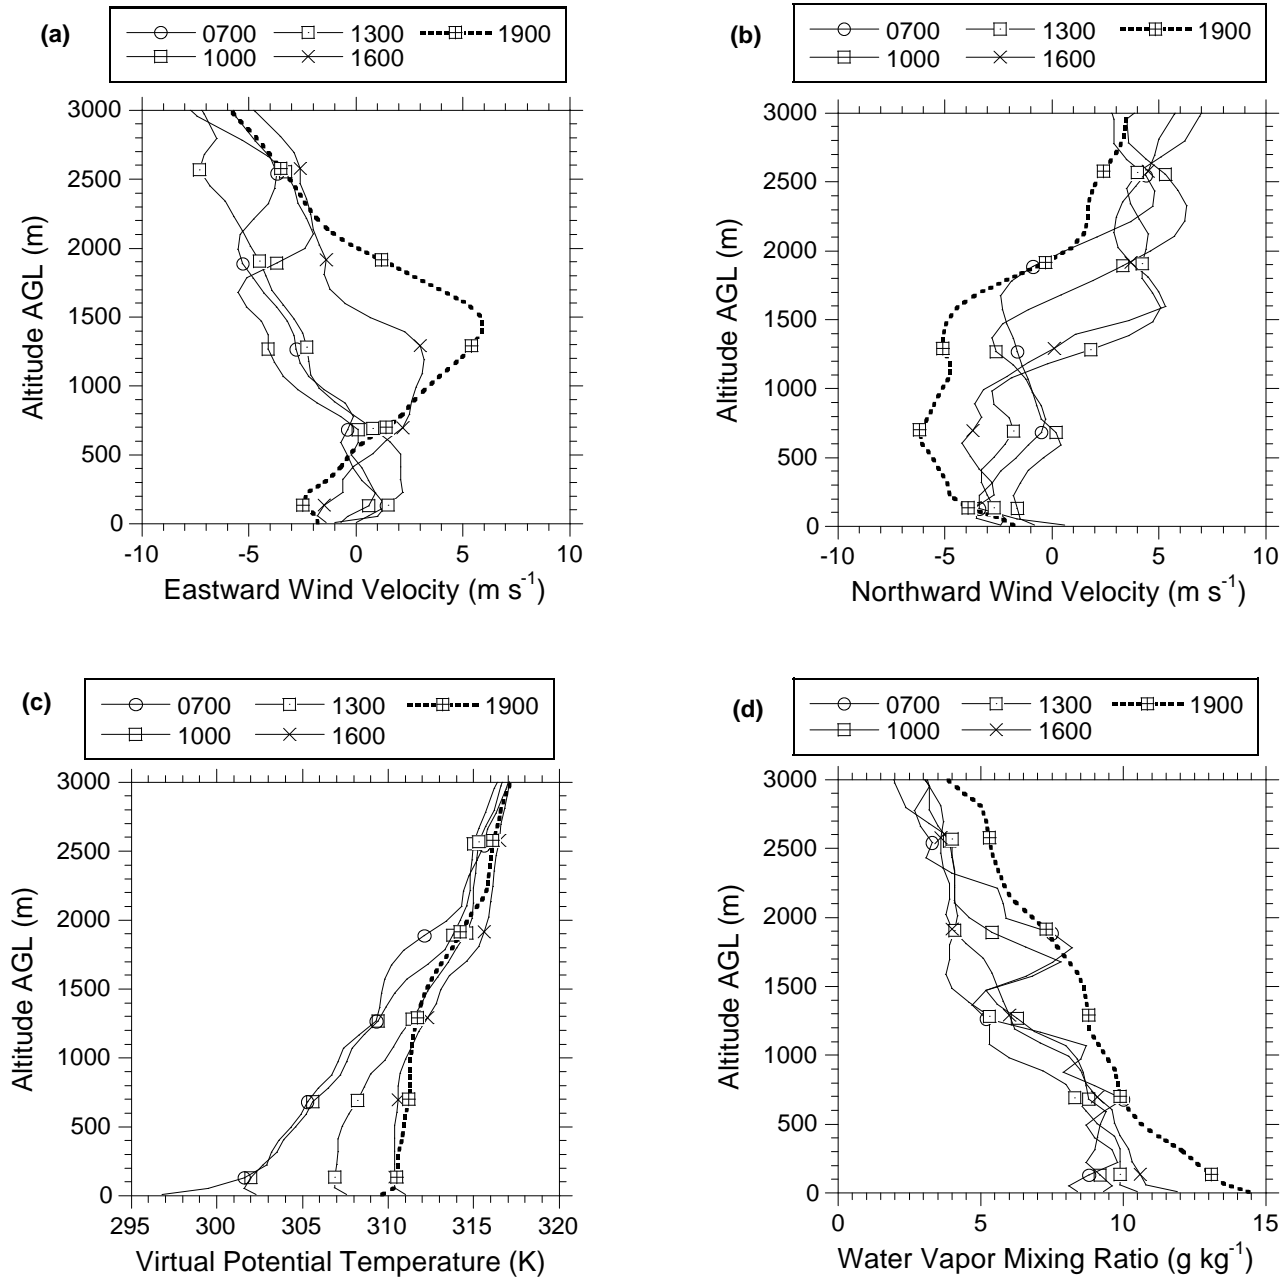 (a)
0700 1300 1900
1000 1600
3000
2500
2000
1500
1000
500
0
-10 -5 0 5 10
Altitude AGL (m)
Eastward Wind Velocity (m s-1)
(b)
0700 1300 1900
1000 1600
3000
2500
2000
1500
1000
500
0
-10 -5 0 5 10
Altitude AGL (m)
Northward Wind Velocity (m s-1)
(c)
0700 1300 1900
1000 1600
3000
2500
2000
1500
1000
500
0
295 300 305 310 315 320
Altitude AGL (m)
Virtual Potential Temperature (K)
(d)
0700 1300 1900
1000 1600
3000
2500
2000
1500
1000
500
0
0 5 10 15
Altitude AGL (m)
Water Vapor Mixing Ratio (g kg-1)